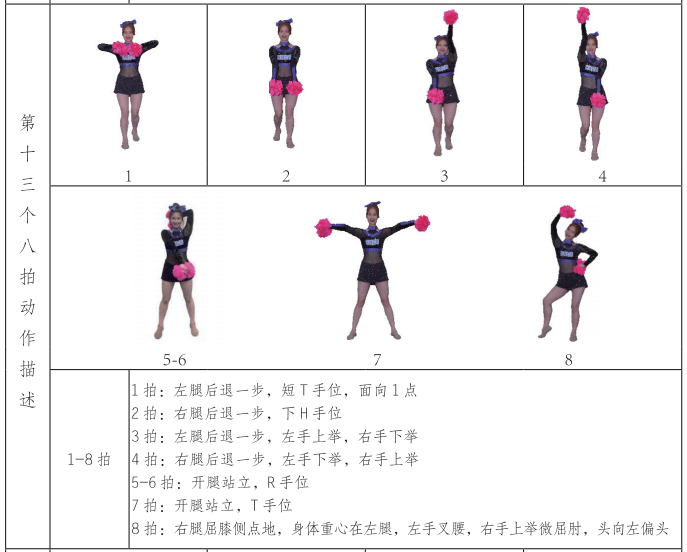 第十三个八拍动作描述
1 2 3 4
5-6 7 8
1-8 拍
1 拍：左腿后退一步，短 T 手位，面向 1 点
2 拍：右腿后退一步，下 H 手位
3 拍：左腿后退一步，左手上举，右手下举
4 拍：右腿后退一步，左手下举，右手上举
5-6 拍：开腿站立，R 手位
7 拍：开腿站立，T 手位
8 拍：右腿屈膝侧点地，身体重心在左腿，左手叉腰，右手上举微屈肘，头向左偏头